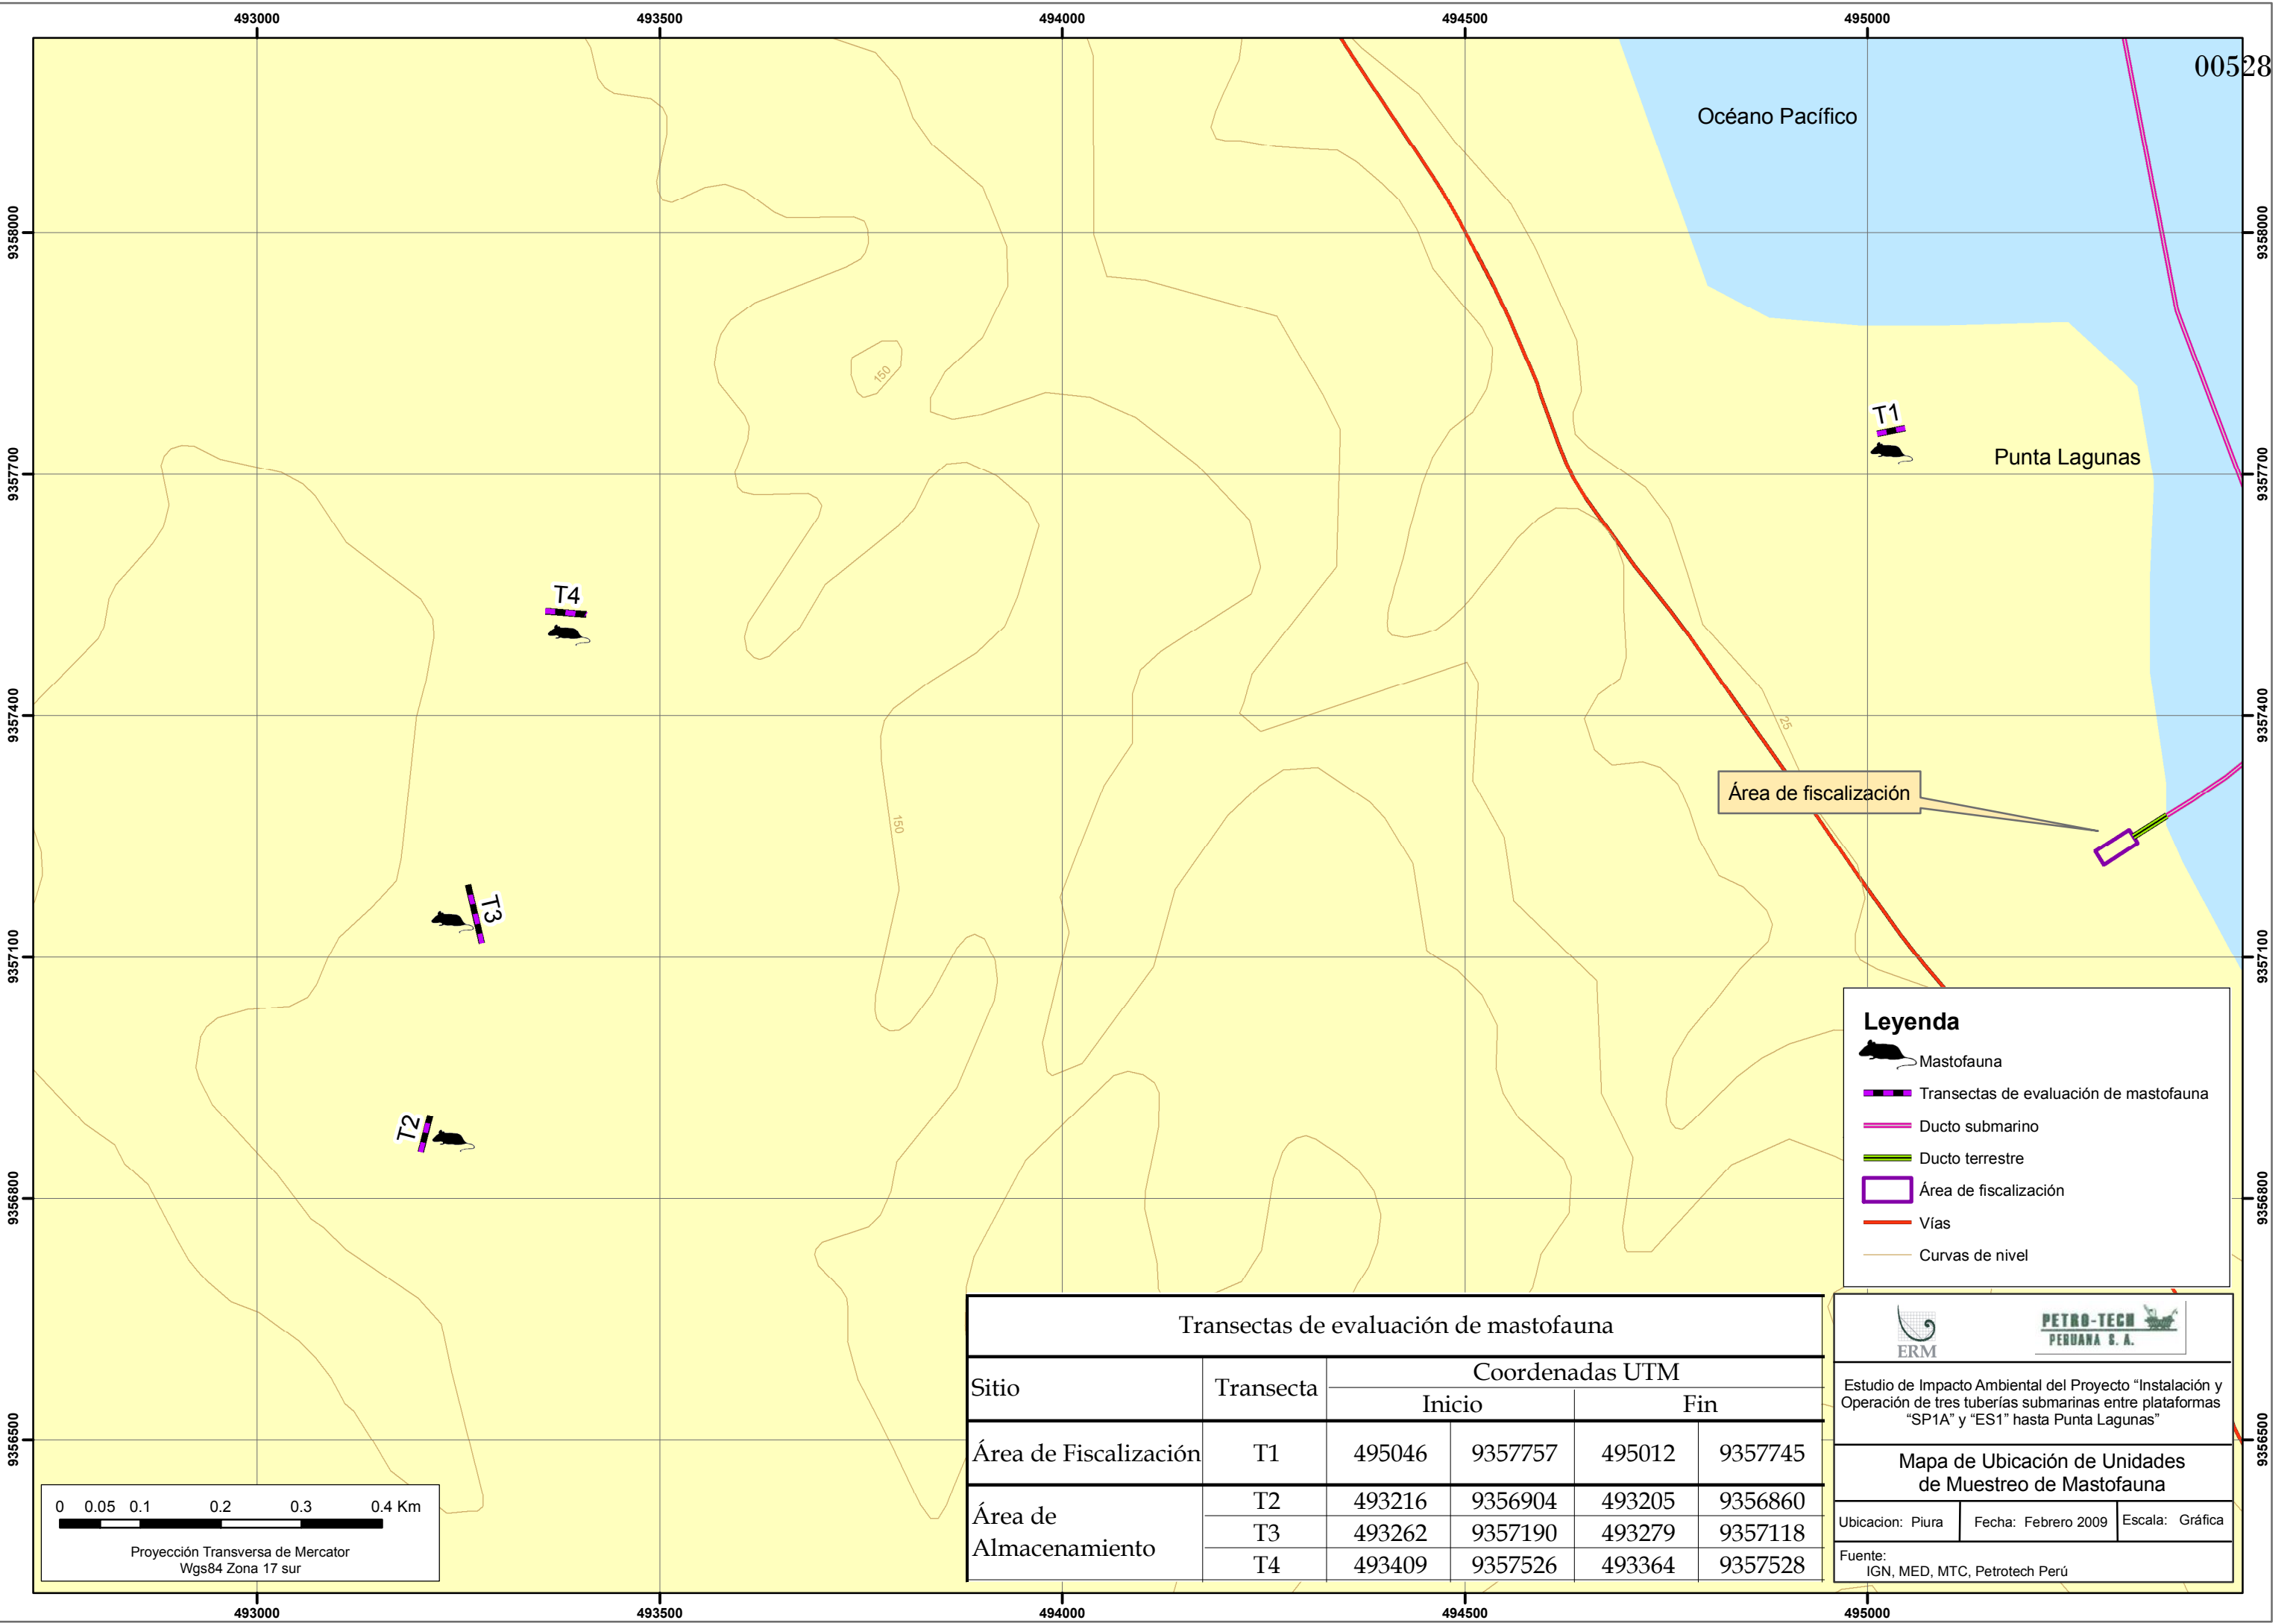 493000 493500 494000 494500 495000
00528
Océano Pacífico
9358000 9358000
150
T1
Punta Lagunas
9357700 9357700
T4
9357400 9357400
25
Área de fiscalización
150
T3
9357100 9357100
T2
9356800 9356800
9356500 9356500
Leyenda
Mastofauna
Transectas de evaluación de mastofauna
Ducto submarino
Ducto terrestre
Área de fiscalización
Vías
Curvas de nivel
Transectas de evaluación de mastofauna
Sitio Transecta Coordenadas UTM
Inicio Fin
Área de Fiscalización T1 495046 9357757 495012 9357745
Área de
Almacenamiento
T2 493216 9356904 493205 9356860
T3 493262 9357190 493279 9357118
T4 493409 9357526 493364 9357528
ERM
PETRO-TECH
PERUANA S. A.
Estudio de Impacto Ambiental del Proyecto “Instalación y
Operación de tres tuberías submarinas entre plataformas
“SP1A” y “ES1” hasta Punta Lagunas”
Mapa de Ubicación de Unidades
de Muestreo de Mastofauna
Ubicacion: Piura Fecha: Febrero 2009 Escala: Gráfica
Fuente:
IGN, MED, MTC, Petrotech Perú
0 0.05 0.1 0.2 0.3 0.4 Km
Proyección Transversa de Mercator
Wgs84 Zona 17 sur
493000 493500 494000 494500 495000